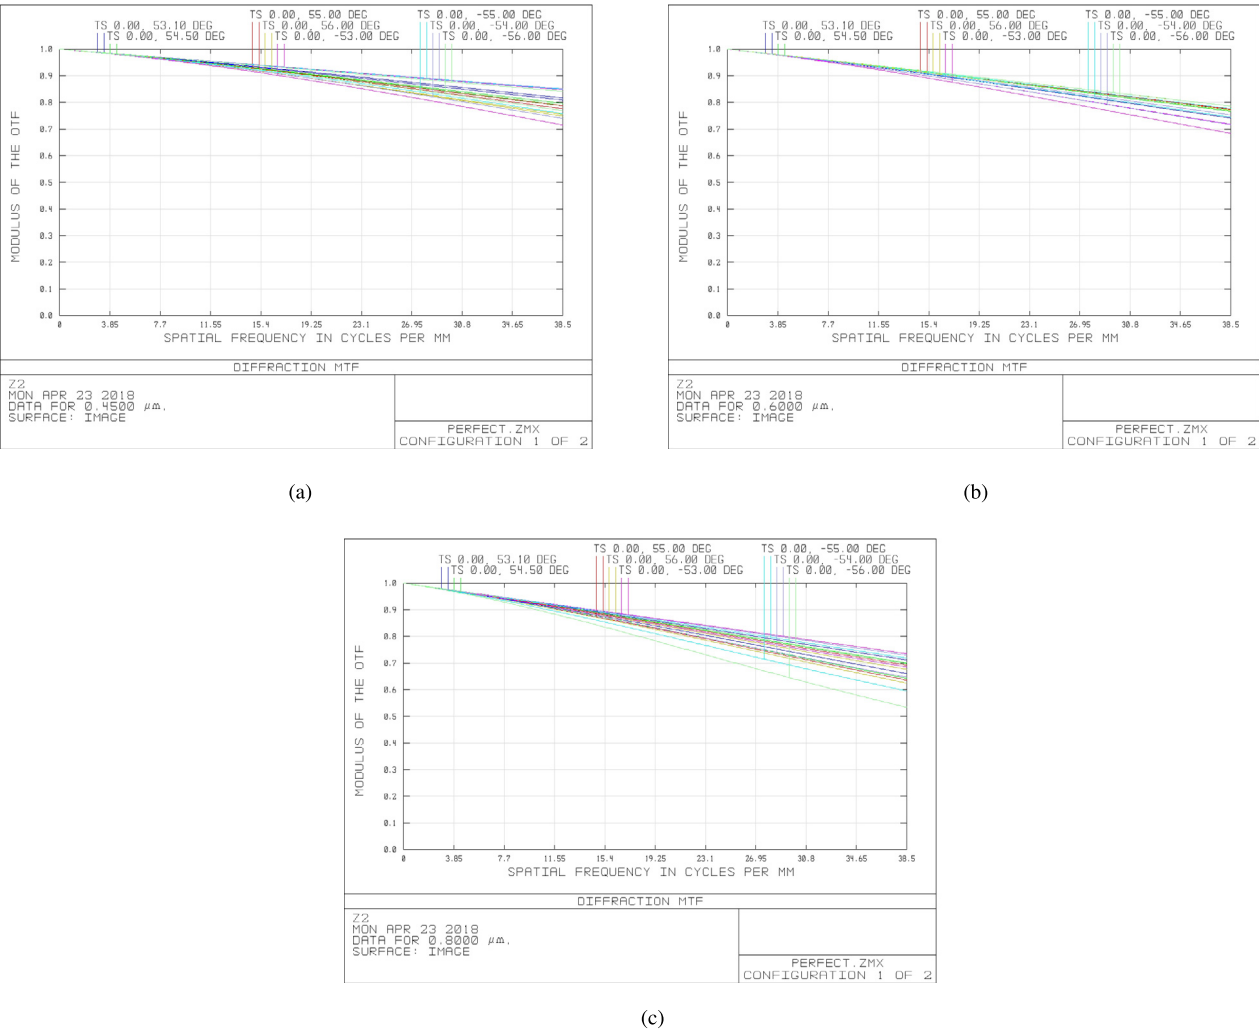 TS 0.00, 55.00 DEG
TS 0.00, -55.00 DEG
TS 0.00, 53.10 DEG
TS 0.00, 56.00 DEG
TS 0.00, -54.00 DEG
TS 0.00, 54.50 DEG
TS 0.00, -53.00 DEG
TS 0.00, -56.00 DEG
1.0
0.9
0.8
0.7
0.6
0.5
0.4
0.3
0.2
0.1
0.0
MODULUS OF THE OTF
0 3.85 7.7 11.55 15.4 19.25 23.1 26.95 30.8 34.65 38.5
SPATIAL FREQUENCY IN CYCLES PER MM
DIFFRACTION MTF
Z2
MON APR 23 2018
DATA FOR 0.4500 µm.
SURFACE: IMAGE
PERFECT.ZMX
CONFIGURATION 1 OF 2
(a)
TS 0.00, 55.00 DEG
TS 0.00, -55.00 DEG
TS 0.00, 53.10 DEG
TS 0.00, 56.00 DEG
TS 0.00, -54.00 DEG
TS 0.00, 54.50 DEG
TS 0.00, -53.00 DEG
TS 0.00, -56.00 DEG
1.0
0.9
0.8
0.7
0.6
0.5
0.4
0.3
0.2
0.1
0.0
MODULUS OF THE OTF
0 3.85 7.7 11.55 15.4 19.25 23.1 26.95 30.8 34.65 38.5
SPATIAL FREQUENCY IN CYCLES PER MM
DIFFRACTION MTF
Z2
MON APR 23 2018
DATA FOR 0.6000 µm.
SURFACE: IMAGE
PERFECT.ZMX
CONFIGURATION 1 OF 2
(b)
TS 0.00, 55.00 DEG
TS 0.00, -55.00 DEG
TS 0.00, 53.10 DEG
TS 0.00, 56.00 DEG
TS 0.00, -54.00 DEG
TS 0.00, 54.50 DEG
TS 0.00, -53.00 DEG
TS 0.00, -56.00 DEG
1.0
0.9
0.8
0.7
0.6
0.5
0.4
0.3
0.2
0.1
0.0
MODULUS OF THE OTF
0 3.85 7.7 11.55 15.4 19.25 23.1 26.95 30.8 34.65 38.5
SPATIAL FREQUENCY IN CYCLES PER MM
DIFFRACTION MTF
Z2
MON APR 23 2018
DATA FOR 0.8000 µm.
SURFACE: IMAGE
PERFECT.ZMX
CONFIGURATION 1 OF 2
(c)